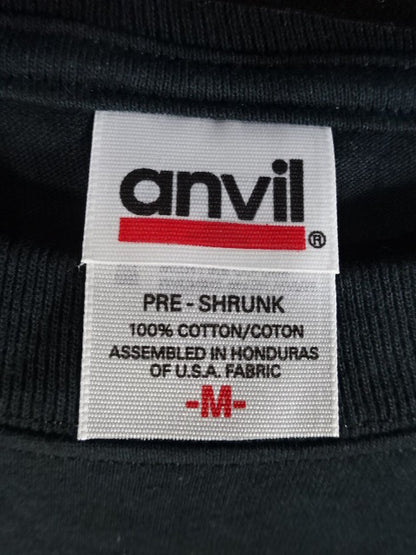 anvil
®
PRE - SHRUNK
100% COTTON/COTON
ASSEMBLED IN HONDURAS
OF U.S.A. FABRIC
-M-